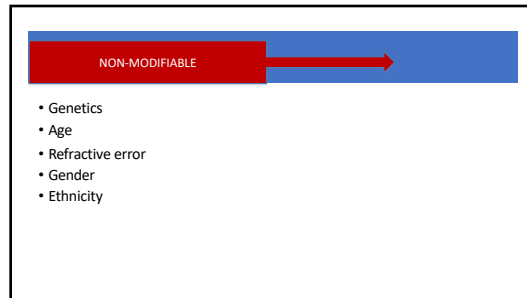 NON-MODIFIABLE
• Genetics
• Age
• Refractive error
• Gender
• Ethnicity